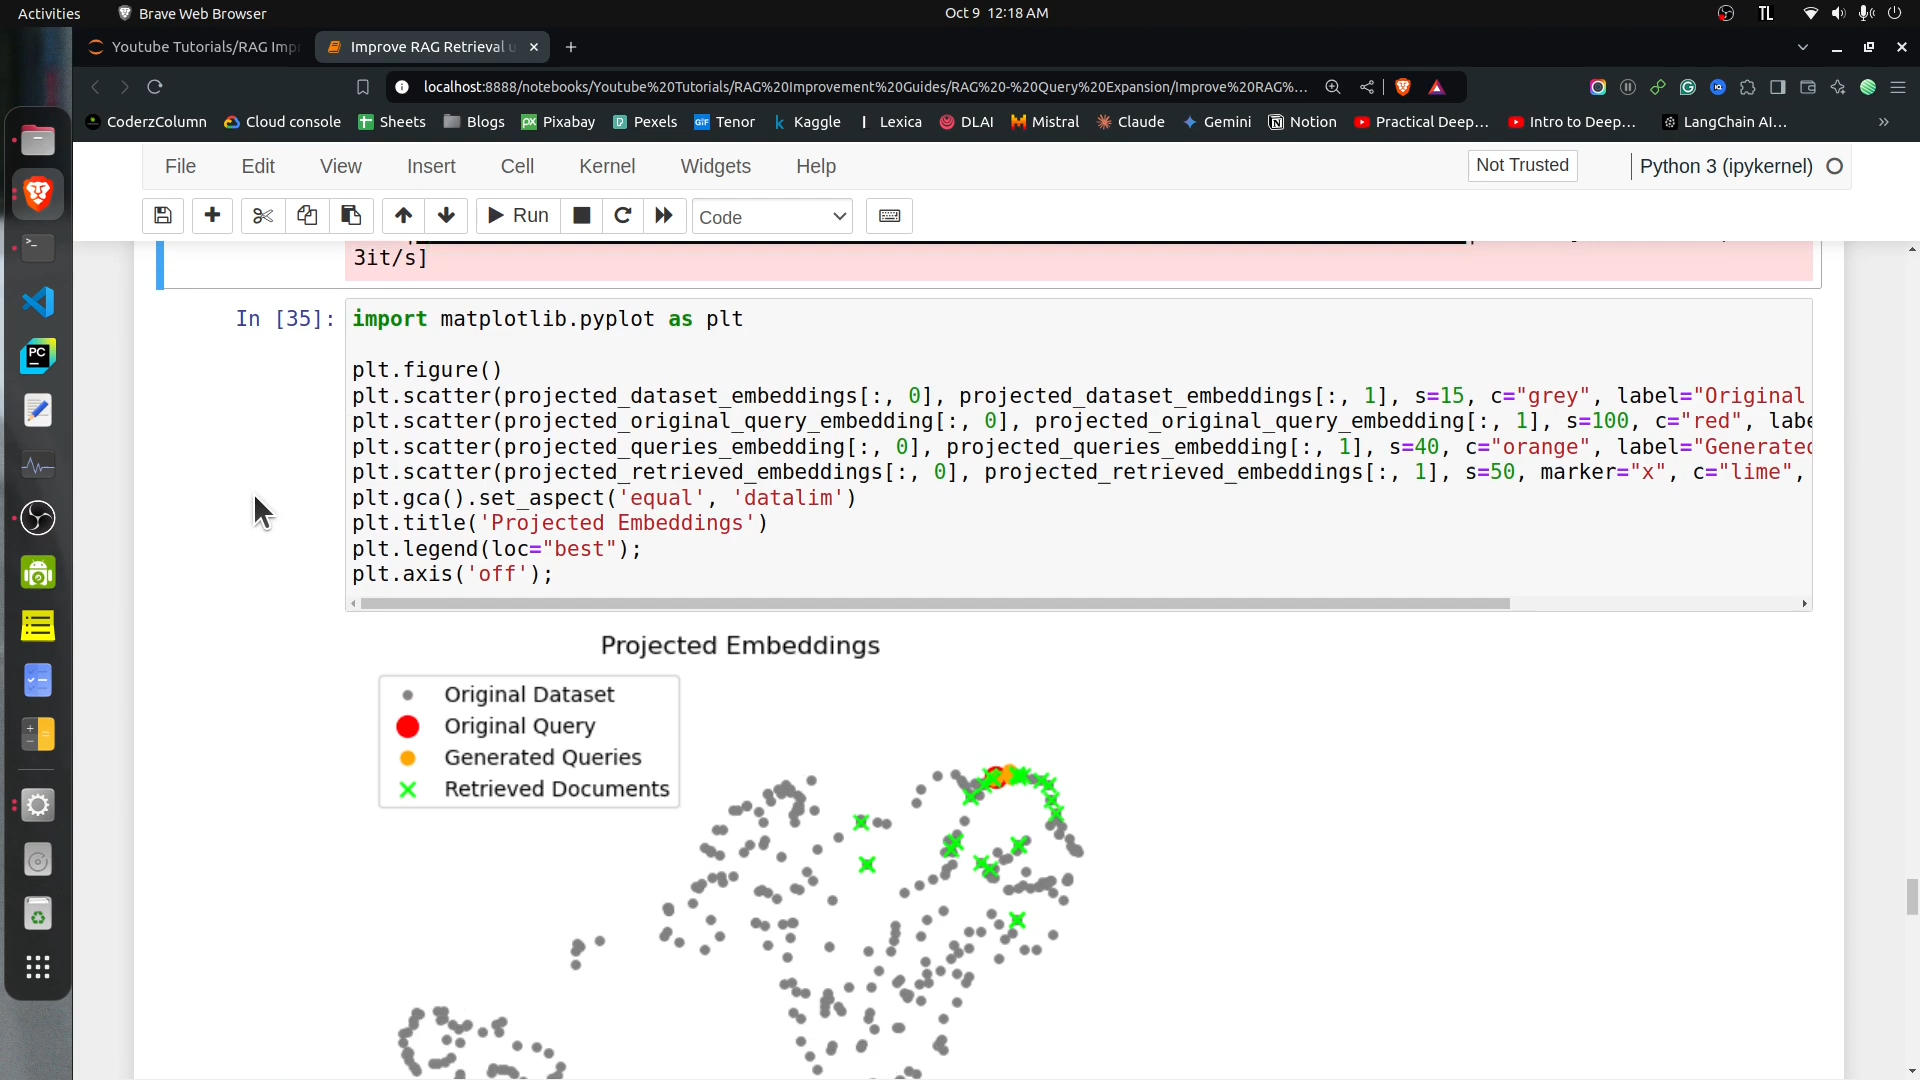 Activities
Brave Web Browser
Oct 9 12:18 AM
TL
Youtube Tutorials/RAG Imp
Improve RAG Retrieval u
localhost:8888/notebooks/Youtube%20Tutorials/RAG%20Improvement%20Guides/RAG%20-%20Query%20Expansion/Improve%20RAG%...
CoderzColumn
Cloud console
Sheets
Blogs
PX Pixabay
Pexels
GIF Tenor
Kaggle
Lexica
DLAI
Mistral
Claude
Gemini
Notion
Practical Deep...
Intro to Deep...
LangChain AI...
File
Edit
View
Insert
Cell
Kernel
Widgets
Help
Not Trusted
Python 3 (ipykernel)
Run
Code
3it/s]
In [35]:
import matplotlib.pyplot as plt
plt.figure()
plt.scatter(projected_dataset_embeddings[:, 0], projected_dataset_embeddings[:, 1], s=15, c="grey", label="Original
plt.scatter(projected_original_query_embedding[:, 0], projected_original_query_embedding[:, 1], s=100, c="red", labe
plt.scatter(projected_queries_embedding[:, 0], projected_queries_embedding[:, 1], s=40, c="orange", label="Generated
plt.scatter(projected_retrieved_embeddings[:, 0], projected_retrieved_embeddings[:, 1], s=50, marker="x", c="lime",
plt.gca().set_aspect('equal', 'datalim')
plt.title('Projected Embeddings')
plt.legend(loc="best");
plt.axis('off');
Projected Embeddings
Original Dataset
Original Query
Generated Queries
Retrieved Documents
PC